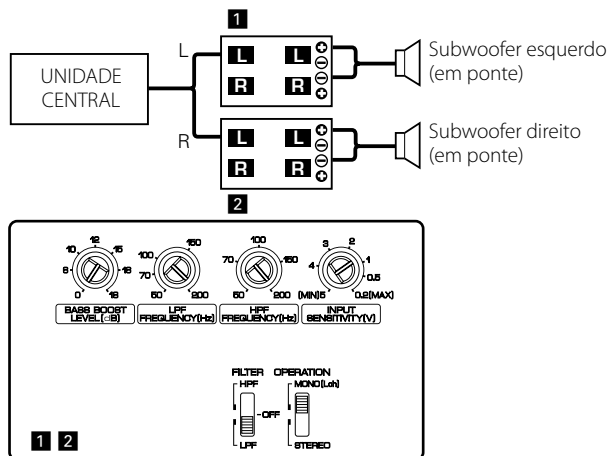 1
L
UNIDADE
CENTRAL
L L
R R
Subwoofer esquerdo
(em ponte)
R
L L
R R
Subwoofer direito
(em ponte)
2
0 6 10 12 15 18 18
BASS BOOST
LEVEL(dB)
50 70 100 150 200
LPF
FREQUENCY(Hz)
50 70 100 150 200
HPF
FREQUENCY(Hz)
(MIN)5 4 3 2 1 0.5 0.2(MAX)
INPUT
SENSITIVITY(V)
FILTER OPERATION
HPF MONO(Lch)
OFF
LPF STEREO
1 2